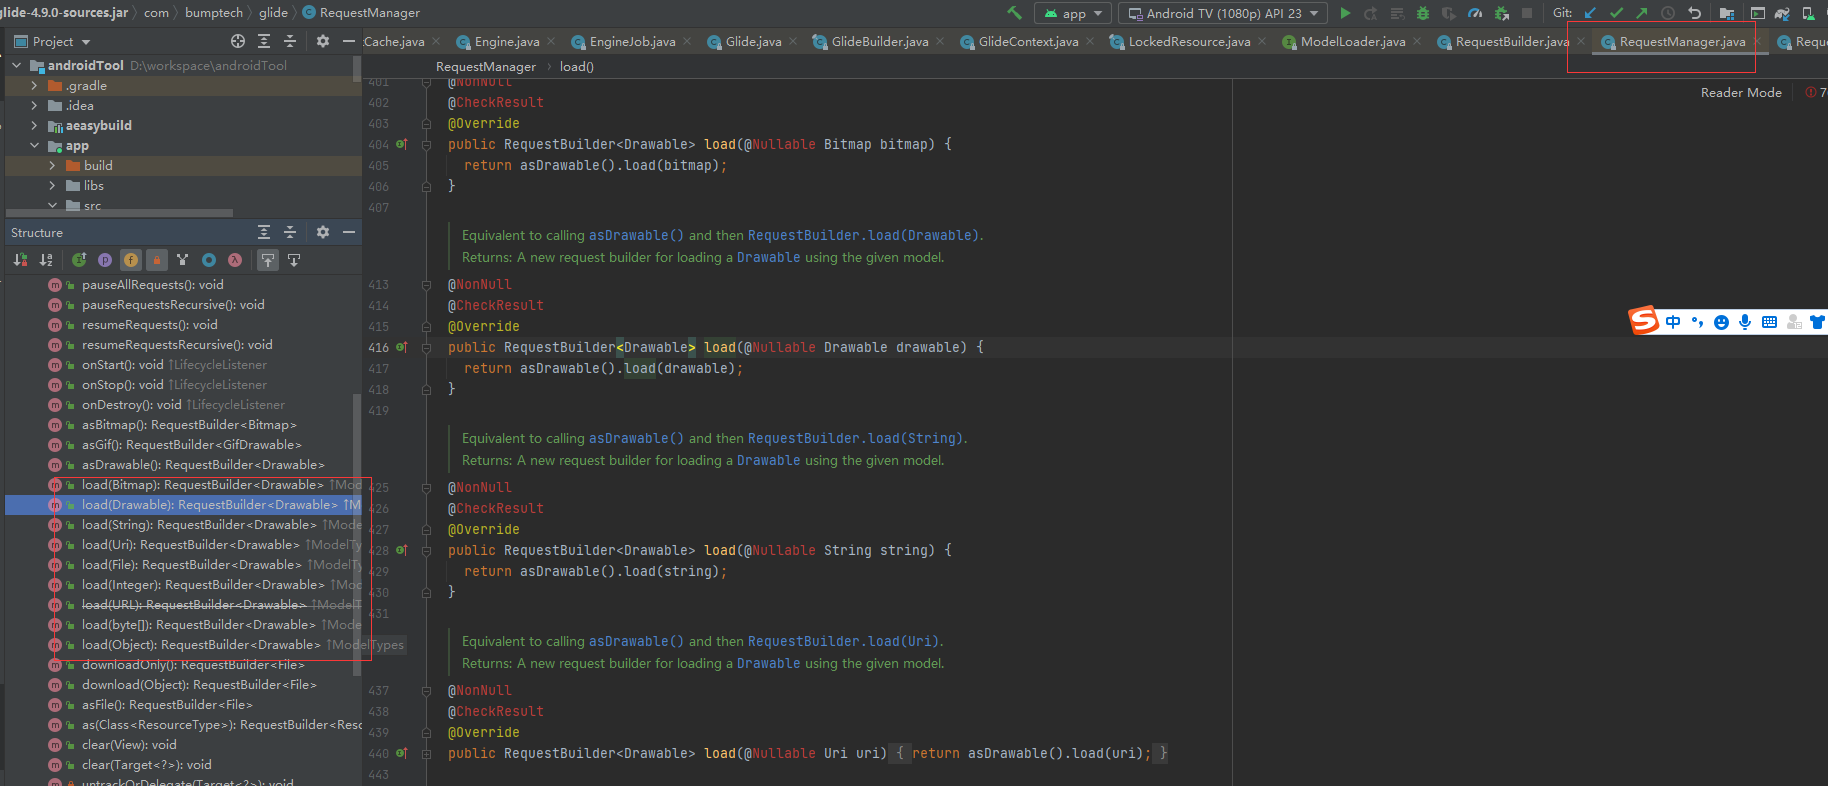 glide-4.9.0-sources.jar com bumptech glide RequestManager app Android TV (1080p) API 23 Git:
Project Cache.java Engine.java EngineJob.java Glide.java GlideBuilder.java GlideContext.java LockedResource.java ModelLoader.java RequestBuilder.java RequestManager.java Reque
androidTool D:\workspace\androidTool
.gradle
.idea
aeasybuild
app
build
libs
src
Structure
pauseAllRequests(): void
pauseRequestsRecursive(): void
resumeRequests(): void
resumeRequestsRecursive(): void
onStart(): void ↑LifecycleListener
onStop(): void ↑LifecycleListener
onDestroy(): void ↑LifecycleListener
asBitmap(): RequestBuilder<Bitmap>
asGif(): RequestBuilder<GifDrawable>
asDrawable(): RequestBuilder<Drawable>
load(Bitmap): RequestBuilder<Drawable> ↑Mod
load(Drawable): RequestBuilder<Drawable> ↑M
load(String): RequestBuilder<Drawable> ↑Mode
load(Uri): RequestBuilder<Drawable> ↑ModelTy
load(File): RequestBuilder<Drawable> ↑ModelT
load(Integer): RequestBuilder<Drawable> ↑Moc
load(URL): RequestBuilder<Drawable> ↑ModelT
load(byte[]): RequestBuilder<Drawable> ↑Mode
load(Object): RequestBuilder<Drawable> ↑ModelTypes
downloadOnly(): RequestBuilder<File>
download(Object): RequestBuilder<File>
asFile(): RequestBuilder<File>
as(Class<ResourceType>): RequestBuilder<Resc
clear(View): void
clear(Target<?>): void
untrackOrDelegate(Target<?>): void
RequestManager load()
Reader Mode 7
401 @NonNull
402 @CheckResult
403 @Override
404 public RequestBuilder<Drawable> load(@Nullable Bitmap bitmap) {
405 return asDrawable().load(bitmap);
406 }
407
Equivalent to calling asDrawable() and then RequestBuilder.load(Drawable).
Returns: A new request builder for loading a Drawable using the given model.
413 @NonNull
414 @CheckResult
415 @Override
416 public RequestBuilder<Drawable> load(@Nullable Drawable drawable) {
417 return asDrawable().load(drawable);
418 }
419
Equivalent to calling asDrawable() and then RequestBuilder.load(String).
Returns: A new request builder for loading a Drawable using the given model.
425 @NonNull
426 @CheckResult
427 @Override
428 public RequestBuilder<Drawable> load(@Nullable String string) {
429 return asDrawable().load(string);
430 }
431
Equivalent to calling asDrawable() and then RequestBuilder.load(Uri).
Returns: A new request builder for loading a Drawable using the given model.
437 @NonNull
438 @CheckResult
439 @Override
440 public RequestBuilder<Drawable> load(@Nullable Uri uri) { return asDrawable().load(uri); }
443
S 中